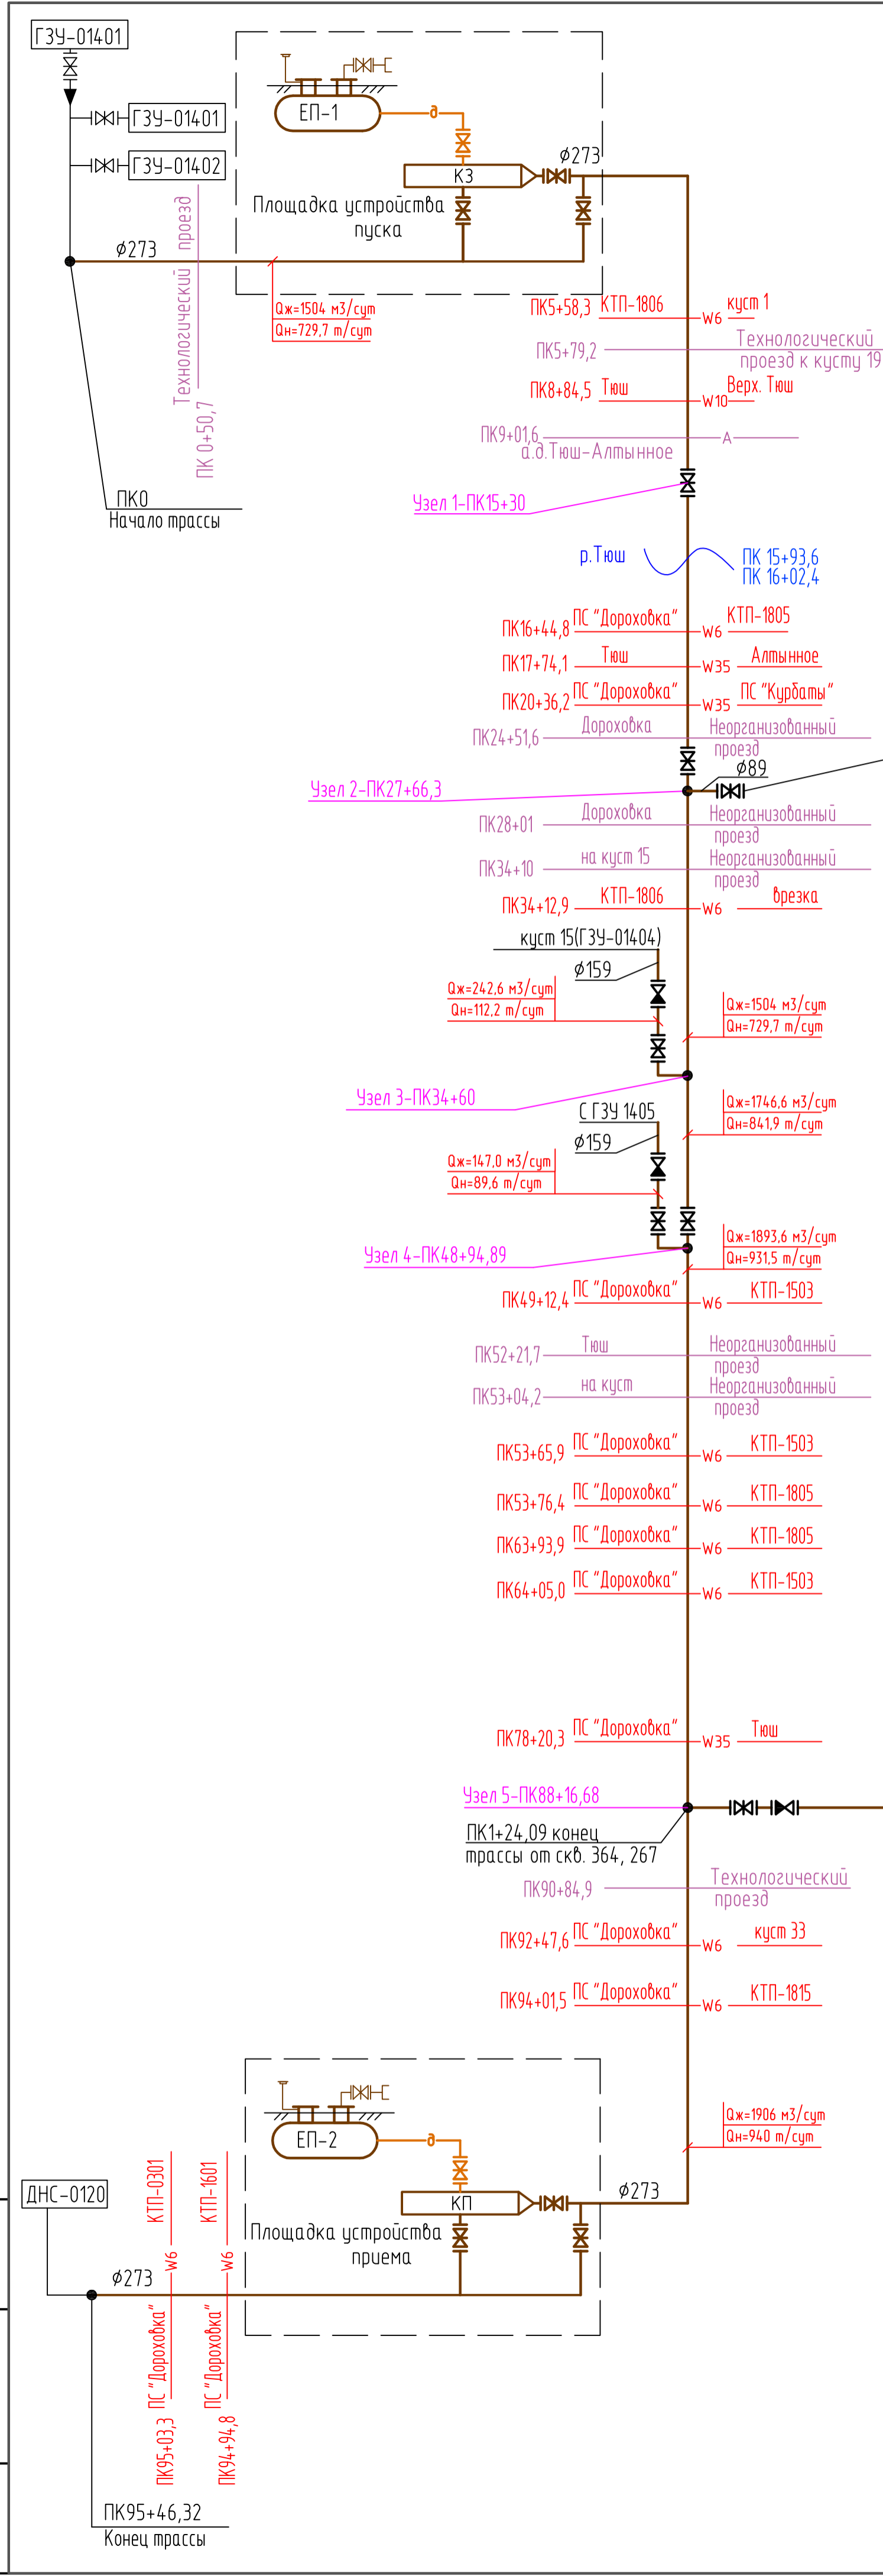 ГЗУ-01401
ГЗУ-01401
ГЗУ-01402
ЕП-1
д
КЗ
ϕ273
Площадка устройства
пуска
ϕ273
Технологический проезд
ПК 0+50,7
Qж=1504 м3/сут
Qн=729,7 т/сут
ПК0
Начало трассы
ПК5+58,3 КТП-1806 W6 куст 1
ПК5+79,2 Технологический
проезд к кусту 19
ПК8+84,5 Тюш W10 Верх. Тюш
ПК9+01,6 А
а.д.Тюш-Алтынное
Узел 1-ПК15+30
р.Тюш ПК 15+93,6
ПК 16+02,4
ПК16+44,8 ПС "Дороховка" W6 КТП-1805
ПК17+74,1 Тюш W35 Алтынное
ПК20+36,2 ПС "Дороховка" W35 ПС "Курбаты"
ПК24+51,6 Дороховка Неорганизованный
проезд
ϕ89
Узел 2-ПК27+66,3
ПК28+01 Дороховка Неорганизованный
проезд
ПК34+10 на куст 15 Неорганизованный
проезд
ПК34+12,9 КТП-1806 W6 врезка
куст 15(ГЗУ-01404)
ϕ159
Qж=242,6 м3/сут
Qн=112,2 т/сут
Qж=1504 м3/сут
Qн=729,7 т/сут
Узел 3-ПК34+60
Qж=1746,6 м3/сут
Qн=841,9 т/сут
С ГЗУ 1405
ϕ159
Qж=147,0 м3/сут
Qн=89,6 т/сут
Qж=1893,6 м3/сут
Qн=931,5 т/сут
Узел 4-ПК48+94,89
ПК49+12,4 ПС "Дороховка" W6 КТП-1503
ПК52+21,7 Тюш Неорганизованный
проезд
ПК53+04,2 на куст Неорганизованный
проезд
ПК53+65,9 ПС "Дороховка" W6 КТП-1503
ПК53+76,4 ПС "Дороховка" W6 КТП-1805
ПК63+93,9 ПС "Дороховка" W6 КТП-1805
ПК64+05,0 ПС "Дороховка" W6 КТП-1503
ПК78+20,3 ПС "Дороховка" W35 Тюш
Узел 5-ПК88+16,68
ПК1+24,09 конец
трассы от скв. 364, 267
ПК90+84,9 Технологический
проезд
ПК92+47,6 ПС "Дороховка" W6 куст 33
ПК94+01,5 ПС "Дороховка" W6 КТП-1815
Qж=1906 м3/сут
Qн=940 т/сут
ЕП-2
д
КП
ϕ273
Площадка устройства
приема
ДНС-0120
ϕ273
ПК95+03,3 ПС "Дороховка" W6 КТП-0301
ПК94+94,8 ПС "Дороховка" W6 КТП-1601
ПК95+46,32
Конец трассы